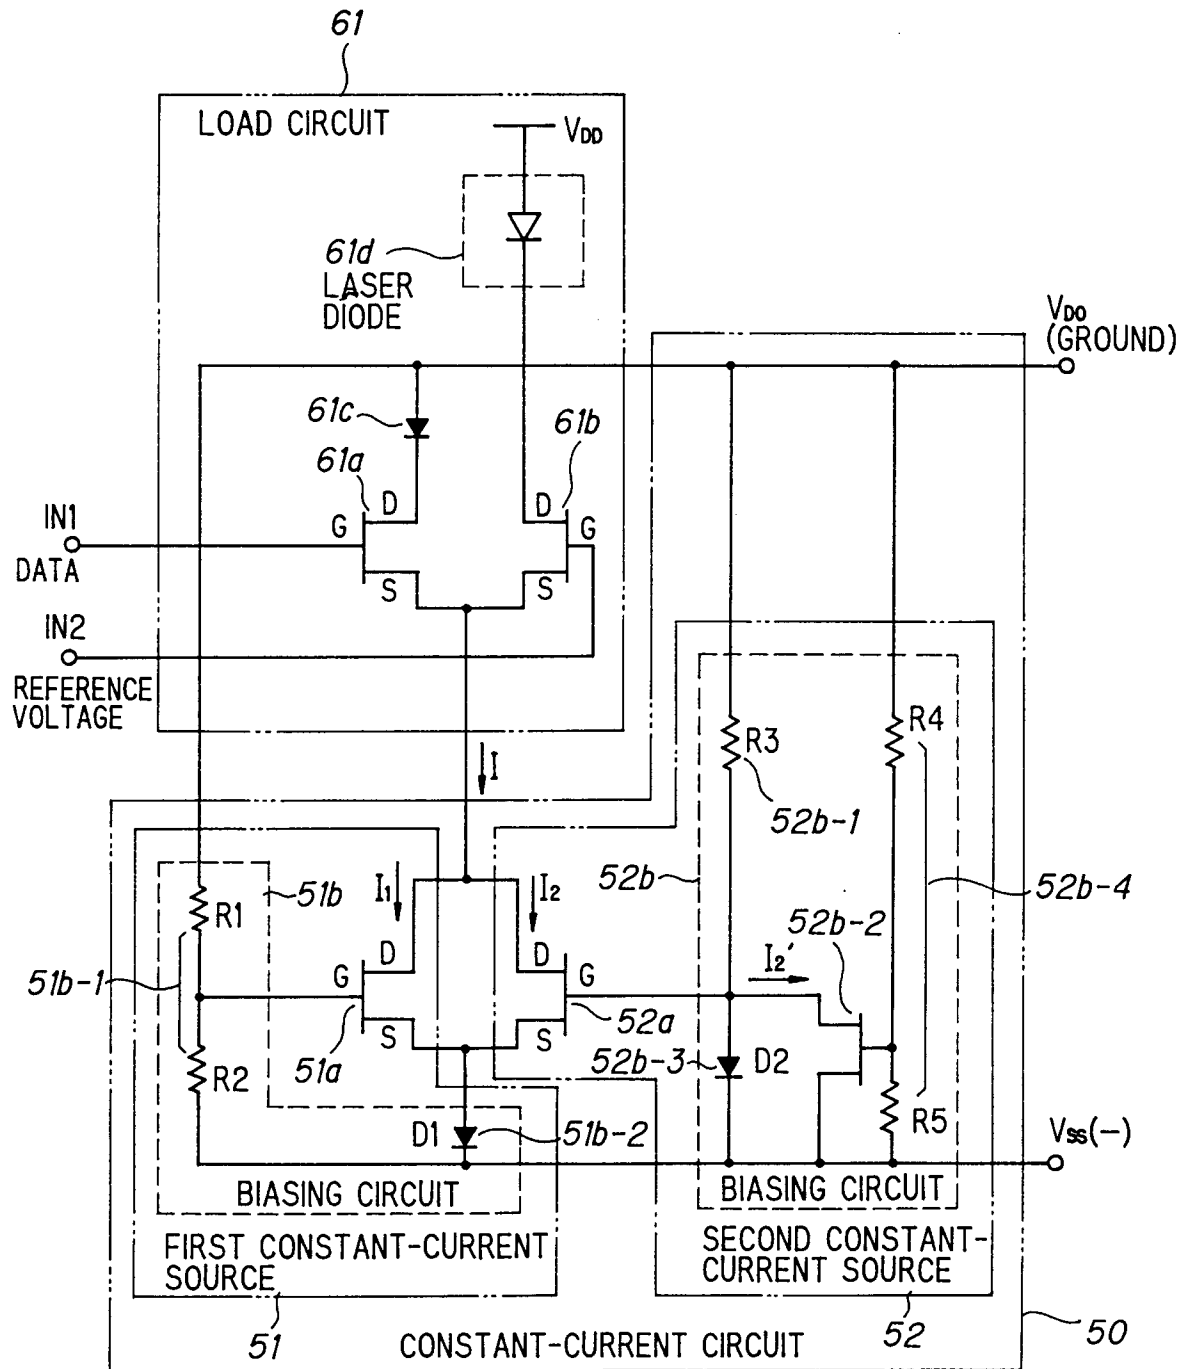 61
LOAD CIRCUIT
VDD
61d
LASER
DIODE
VDO
(GROUND)
61c
61b
61a
D
D
IN1
G
G
DATA
S
S
IN2
REFERENCE
VOLTAGE
R3
R4
I
52b-1
51b
I1
I2
52b
52b-4
R1
52b-2
D
D
I2'
51b-1
G
G
S
S
51a
52a
52b-3
D2
R2
R5
D1
51b-2
VSS(-)
BIASING CIRCUIT
BIASING CIRCUIT
FIRST CONSTANT-CURRENT
SOURCE
SECOND CONSTANT-
CURRENT SOURCE
51
CONSTANT-CURRENT CIRCUIT
52
50